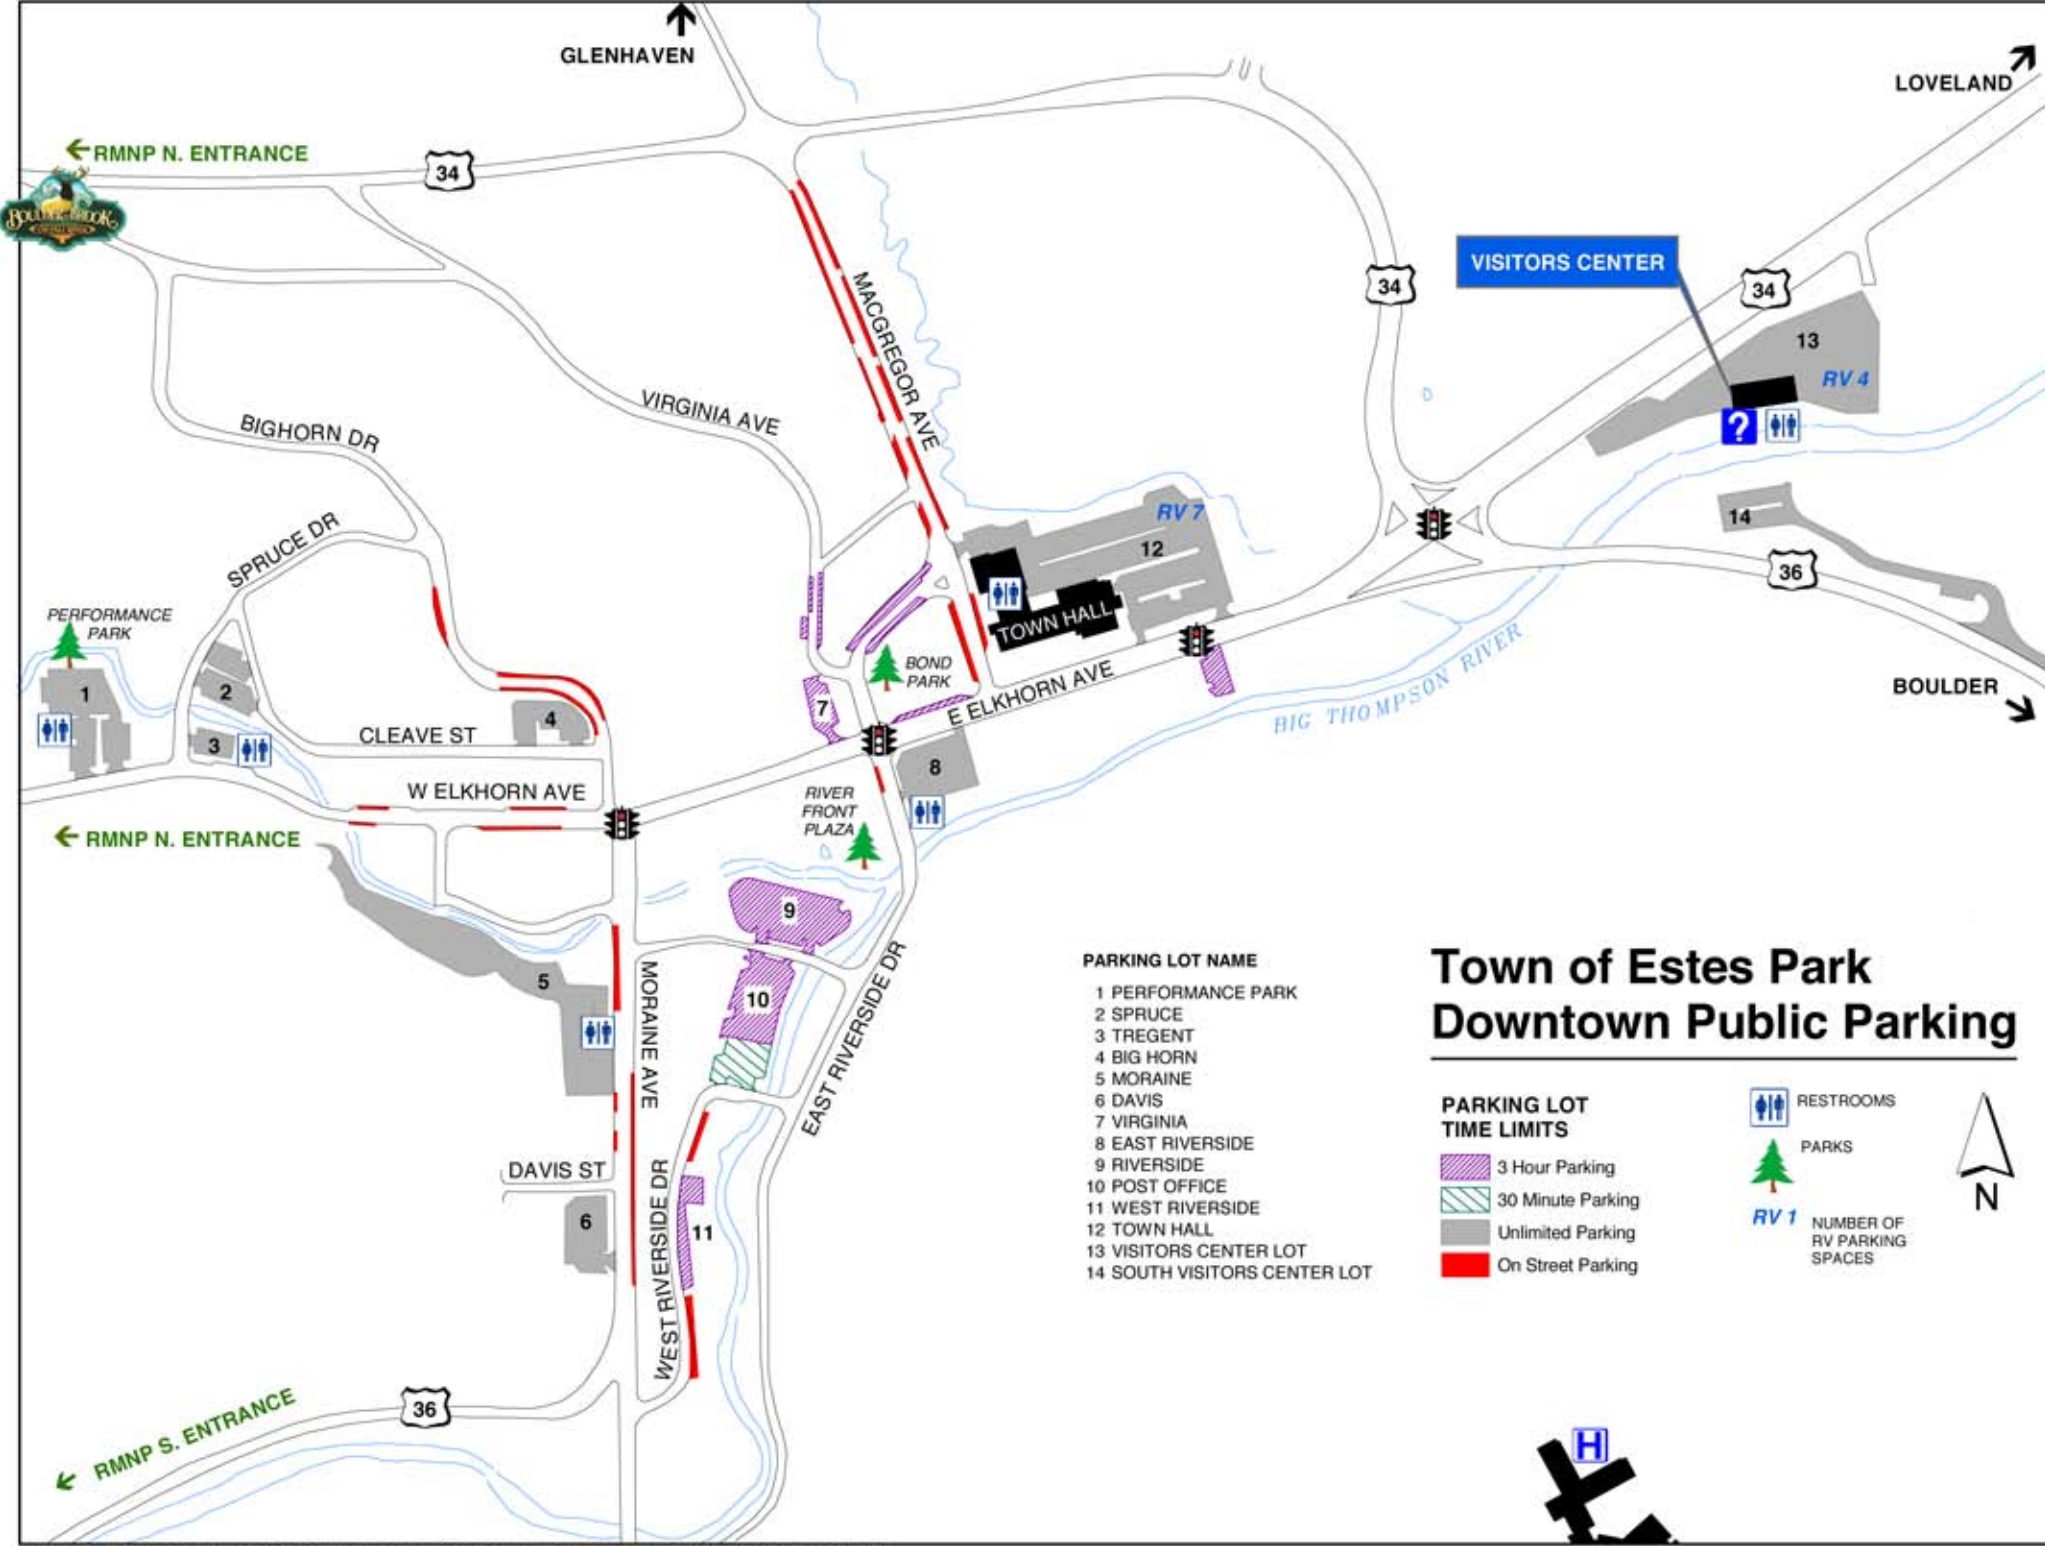 GLENHAVEN
LOVELAND
RMNP N. ENTRANCE
34
BOULDER BROOK
34
VISITORS CENTER
34
13
RV 4
?
MACGREGOR AVE
VIRGINIA AVE
BIGHORN DR
SPRUCE DR
RV 7
12
14
36
TOWN HALL
PERFORMANCE
PARK
BOND
PARK
1
2
3
4
7
8
CLEAVE ST
E ELKHORN AVE
BIG THOMPSON RIVER
BOULDER
W ELKHORN AVE
RIVER
FRONT
PLAZA
RMNP N. ENTRANCE
9
5
10
MORAINE AVE
EAST RIVERSIDE DR
DAVIS ST
6
WEST RIVERSIDE DR
11
36
RMNP S. ENTRANCE
PARKING LOT NAME
1 PERFORMANCE PARK
2 SPRUCE
3 TREGENT
4 BIG HORN
5 MORAINE
6 DAVIS
7 VIRGINIA
8 EAST RIVERSIDE
9 RIVERSIDE
10 POST OFFICE
11 WEST RIVERSIDE
12 TOWN HALL
13 VISITORS CENTER LOT
14 SOUTH VISITORS CENTER LOT
Town of Estes Park
Downtown Public Parking
PARKING LOT
TIME LIMITS
3 Hour Parking
30 Minute Parking
Unlimited Parking
On Street Parking
RESTROOMS
PARKS
RV 1 NUMBER OF
RV PARKING
SPACES
N
H